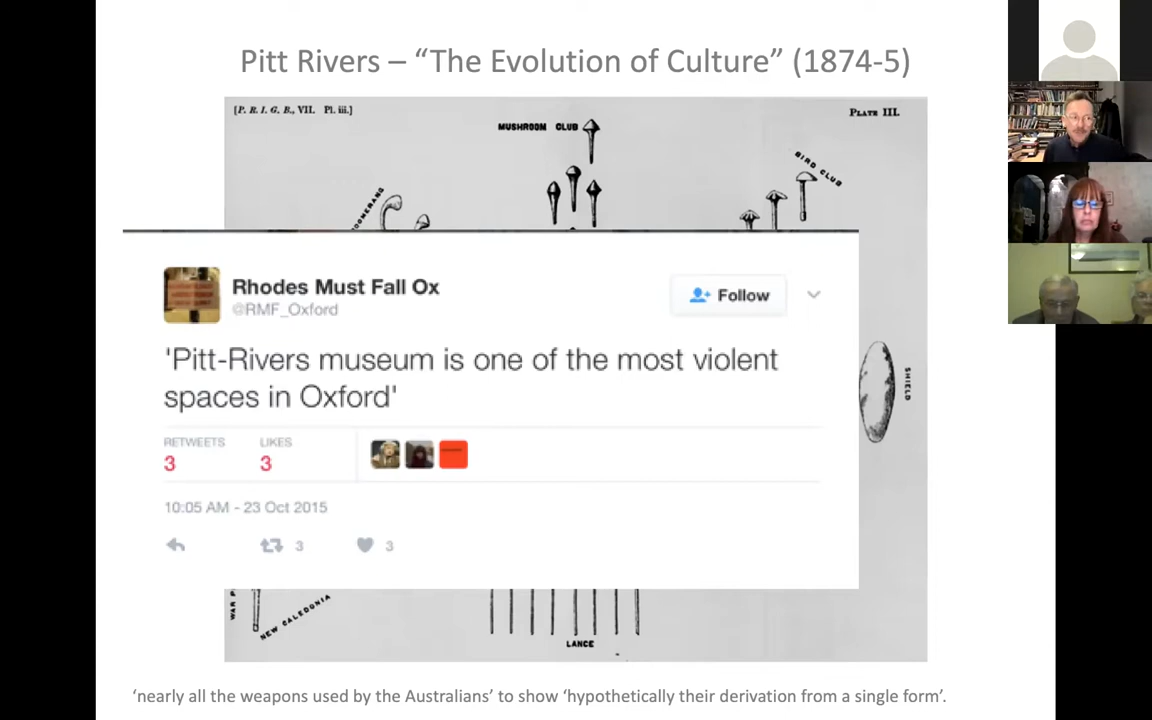 Pitt Rivers – “The Evolution of Culture” (1874-5)
[P. R. I. G. B., VII. Pl. iii.]
PLATE III.
MUSHROOM CLUB
BIRD CLUB
Rhodes Must Fall Ox
@RMF_Oxford
Follow
'Pitt-Rivers museum is one of the most violent
spaces in Oxford'
SHIELD
RETWEETS
LIKES
3
3
10:05 AM - 23 Oct 2015
3
3
NEW CALEDONIA
LANCE
‘nearly all the weapons used by the Australians’ to show ‘hypothetically their derivation from a single form’.